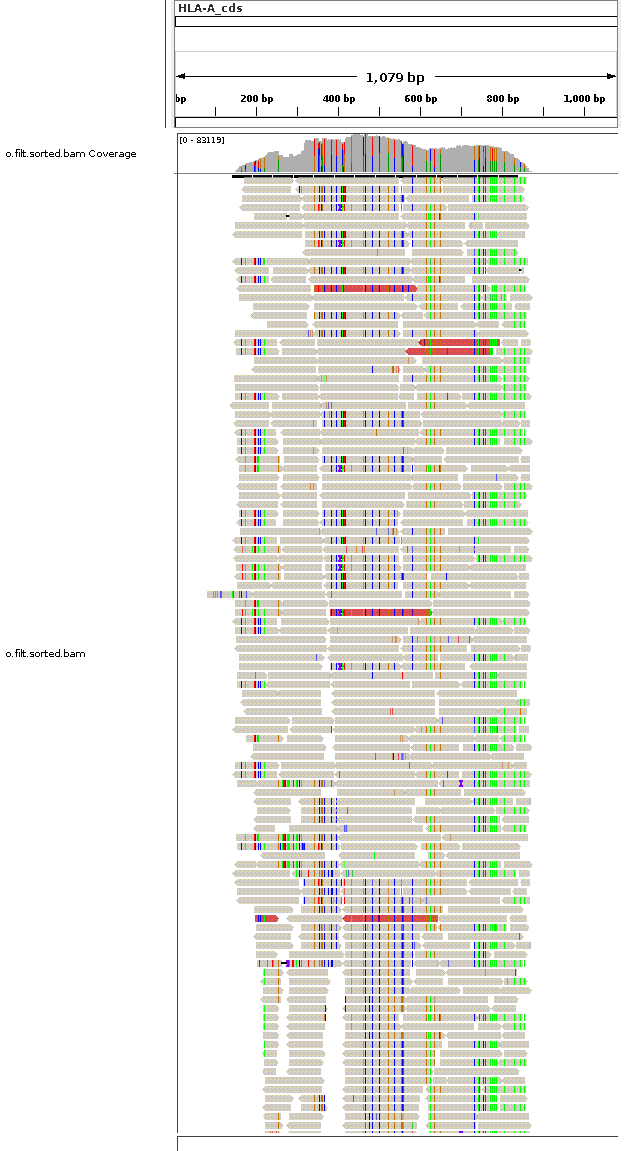 HLA-A_cds
1,079 bp
bp 200 bp 400 bp 600 bp 800 bp 1,000 bp
[0 - 83119]
o.filt.sorted.bam Coverage
o.filt.sorted.bam